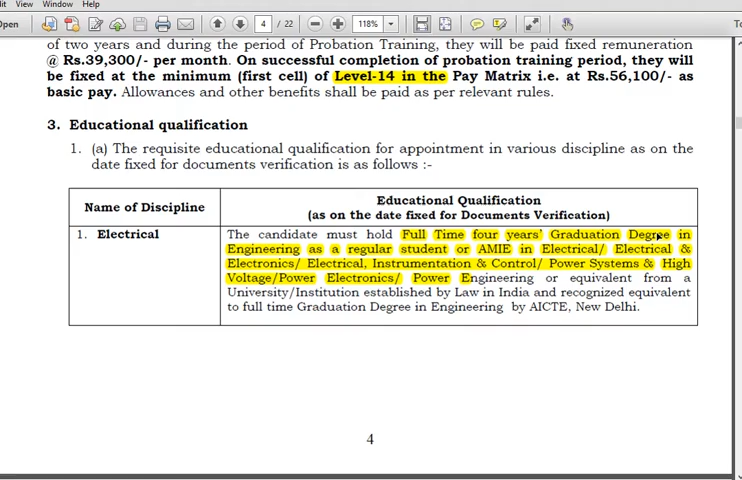 dit View Window Help
Open 4 / 22 118% To
of two years and during the period of Probation Training, they will be paid fixed remuneration
@ Rs.39,300/- per month. On successful completion of probation training period, they will
be fixed at the minimum (first cell) of Level-14 in the Pay Matrix i.e. at Rs.56,100/- as
basic pay. Allowances and other benefits shall be paid as per relevant rules.
3. Educational qualification
1. (a) The requisite educational qualification for appointment in various discipline as on the
date fixed for documents verification is as follows :-
Name of Discipline
Educational Qualification
(as on the date fixed for Documents Verification)
1. Electrical
The candidate must hold Full Time four years' Graduation Degree in
Engineering as a regular student or AMIE in Electrical/ Electrical &
Electronics/ Electrical, Instrumentation & Control/ Power Systems & High
Voltage/Power Electronics/ Power Engineering or equivalent from a
University/Institution established by Law in India and recognized equivalent
to full time Graduation Degree in Engineering by AICTE, New Delhi.
4